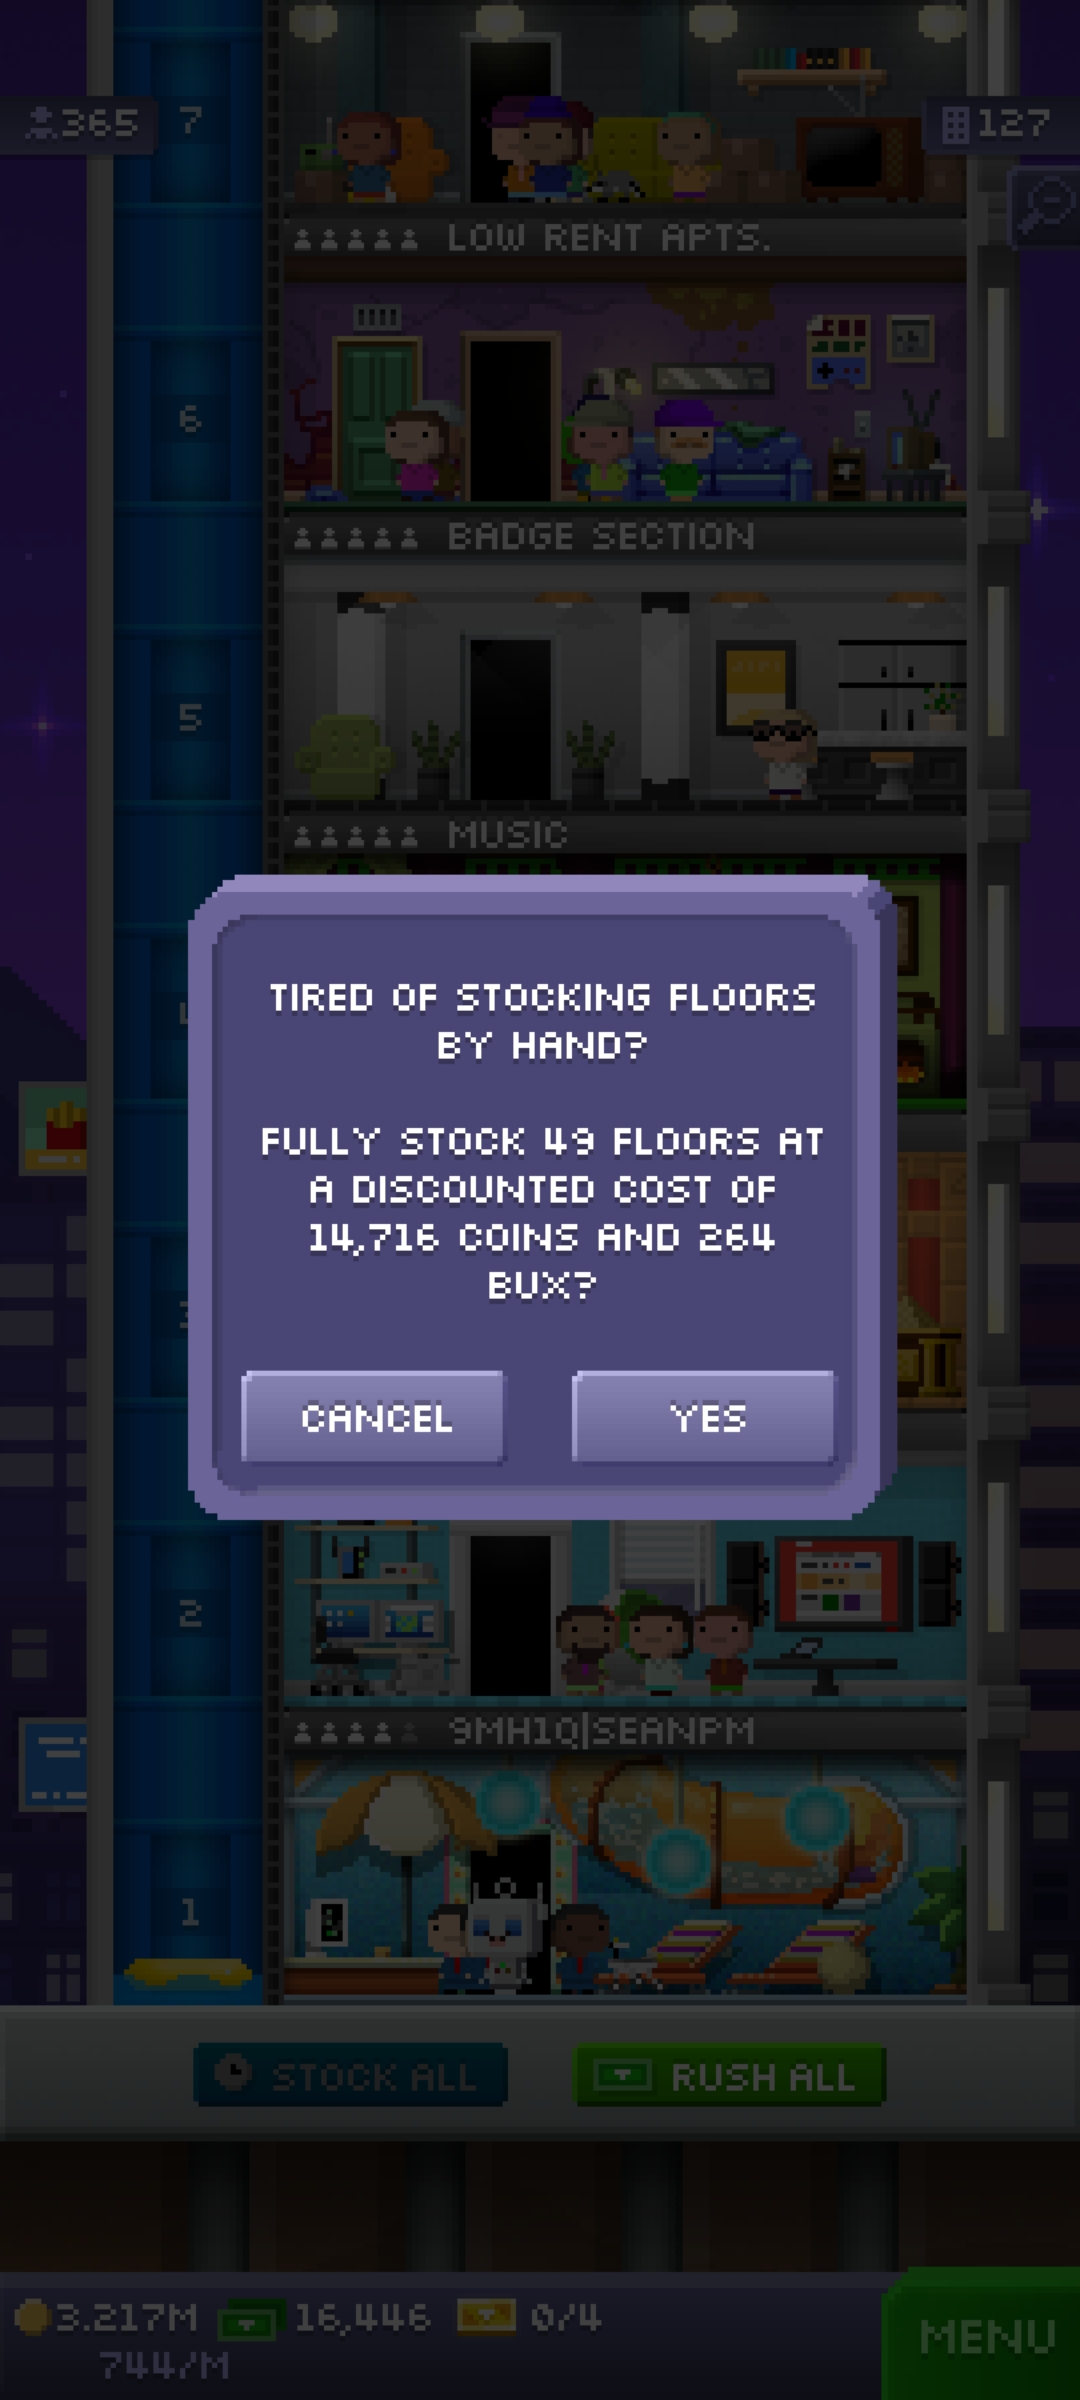 365
7
127
LOW RENT APTS.
6
BADGE SECTION
5
MUSIC
TIRED OF STOCKING FLOORS
BY HAND?
FULLY STOCK 49 FLOORS AT
A DISCOUNTED COST OF
14,716 COINS AND 264
BUX?
CANCEL
YES
2
9MH1Q|SEANPM
1
STOCK ALL
RUSH ALL
3.217M
16,446
0/4
744/M
MENU